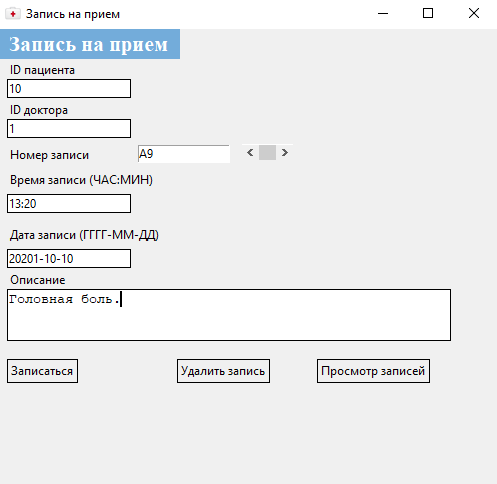 Запись на прием
Запись на прием
ID пациента
10
ID доктора
1
Номер записи A9
Время записи (ЧАС:МИН)
13:20
Дата записи (ГГГГ-ММ-ДД)
20201-10-10
Описание
Головная боль.
Записаться Удалить запись Просмотр записей